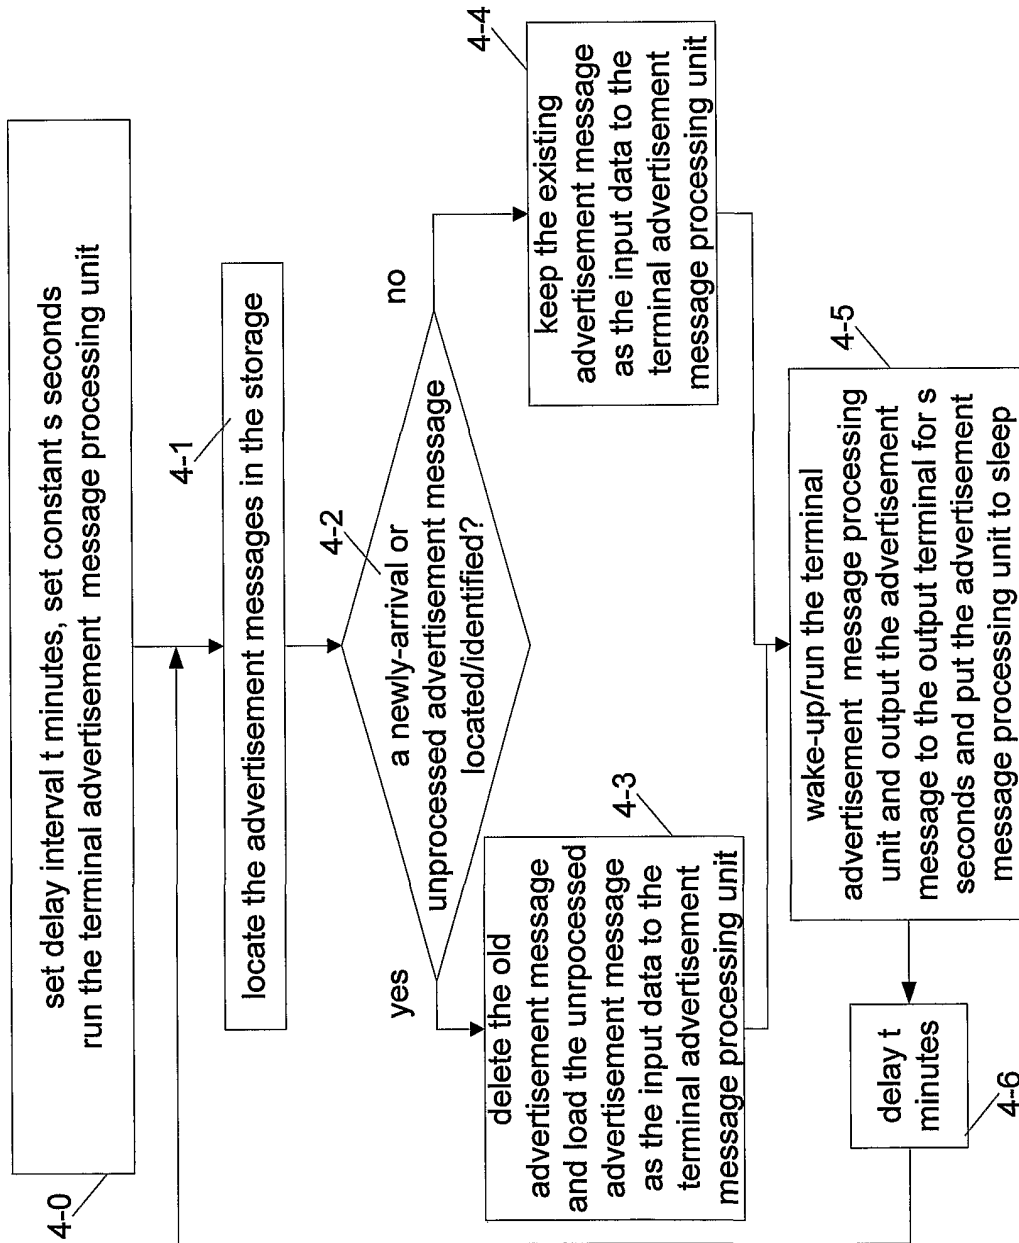 set delay interval t minutes, set constant s seconds
run the terminal advertisement message processing unit
4-0
4-1
locate the advertisement messages in the storage
4-2
a newly-arrival or
unprocessed advertisement message
located/identified?
yes
no
4-3
delete the old
advertisement message
and load the unrpocessed
advertisement message
as the input data to the
terminal advertisement
message processing unit
4-4
keep the existing
advertisement message
as the input data to the
terminal advertisement
message processing unit
4-5
wake-up/run the terminal
advertisement message processing
unit and output the advertisement
message to the output terminal for s
seconds and put the advertisement
message processing unit to sleep
delay t
minutes
4-6